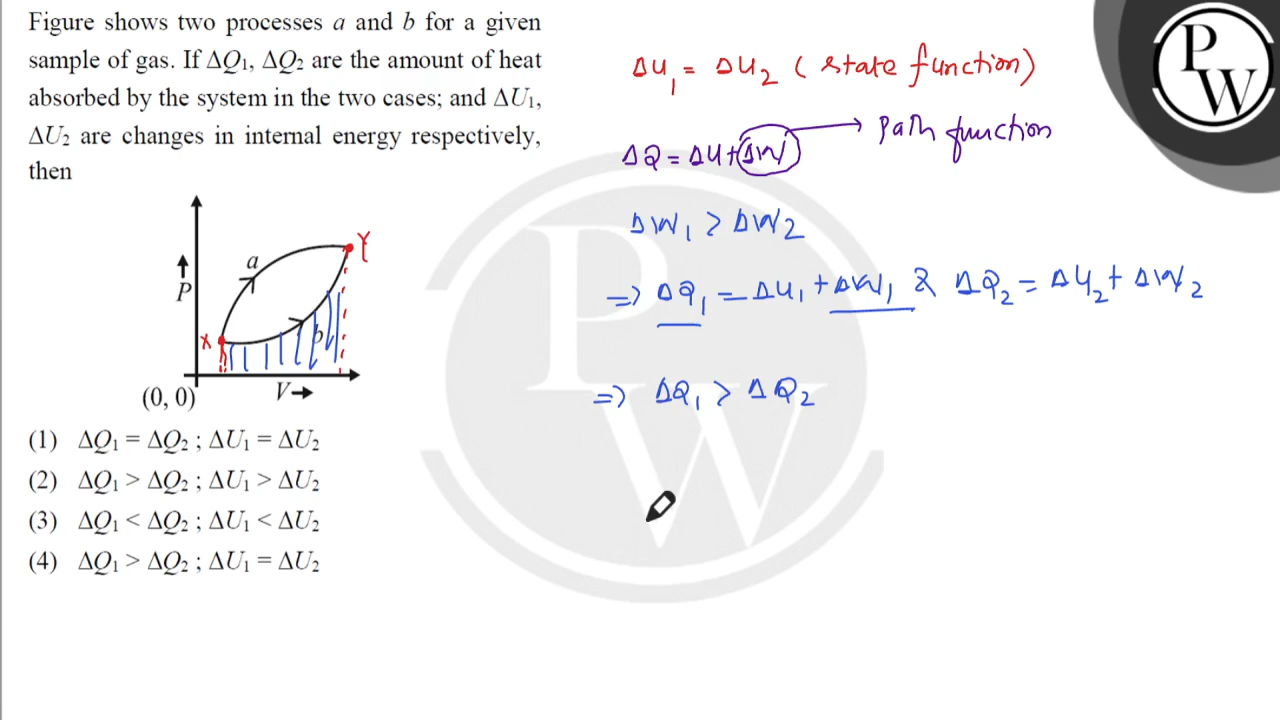 Figure shows two processes a and b for a given
sample of gas. If ΔQ₁, ΔQ₂ are the amount of heat
absorbed by the system in the two cases; and ΔU₁,
ΔU₂ are changes in internal energy respectively,
then
P
a
Y
X
b
(0, 0)
V
(1) ΔQ₁ = ΔQ₂ ; ΔU₁ = ΔU₂
(2) ΔQ₁ > ΔQ₂ ; ΔU₁ > ΔU₂
(3) ΔQ₁ < ΔQ₂ ; ΔU₁ < ΔU₂
(4) ΔQ₁ > ΔQ₂ ; ΔU₁ = ΔU₂
Δu₁ = Δu₂ (state function)
ΔQ = Δu + ΔW → Path function
ΔW₁ > ΔW₂
=> ΔQ₁ = Δu₁ + ΔW₁ & ΔQ₂ = Δu₂ + ΔW₂
=> ΔQ₁ > ΔQ₂
P
W
P
W